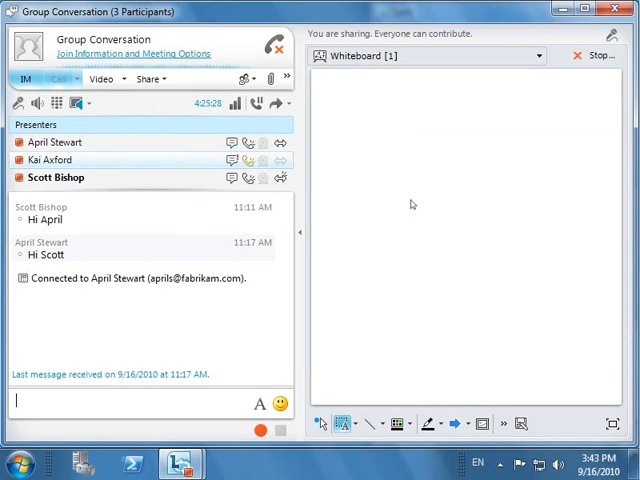 Group Conversation (3 Participants)
Group Conversation
Join Information and Meeting Options
IM Call Video Share
4:25:28
Presenters
April Stewart
Kai Axford
Scott Bishop
Scott Bishop 11:11 AM
Hi April
April Stewart 11:17 AM
Hi Scott
Connected to April Stewart (aprils@fabrikam.com).
Last message received on 9/16/2010 at 11:17 AM.
A
You are sharing. Everyone can contribute.
Whiteboard [1] Stop...
EN 3:43 PM
9/16/2010